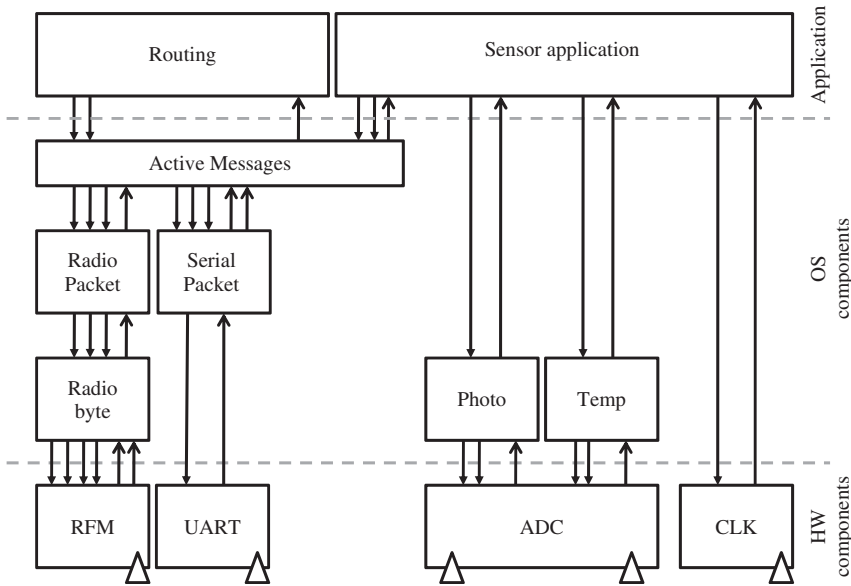 Routing
Sensor application
Application
Active Messages
Radio
Packet
Serial
Packet
OS
components
Radio
byte
Photo
Temp
RFM
UART
ADC
CLK
HW
components